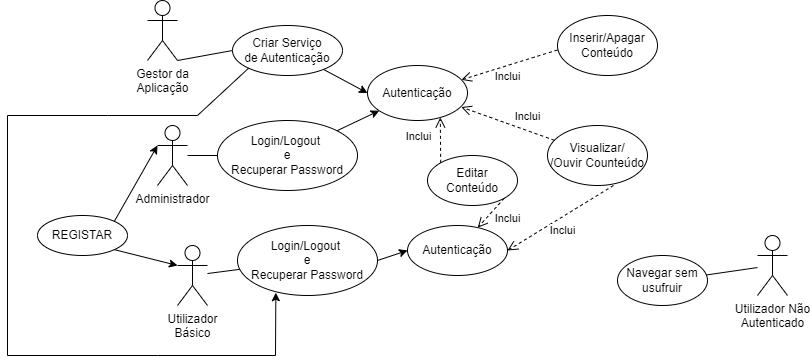 Criar Serviço
de Autenticação
Inserir/Apagar
Conteúdo
Gestor da
Aplicação
Inclui
Autenticação
Login/Logout
e
Recuperar Password
Inclui
Inclui
Visualizar/
/Ouvir Counteúdo
Administrador
Editar
Conteúdo
Inclui
REGISTAR
Inclui
Login/Logout
e
Recuperar Password
Autenticação
Navegar sem
usufruir
Utilizador
Básico
Utilizador Não
Autenticado